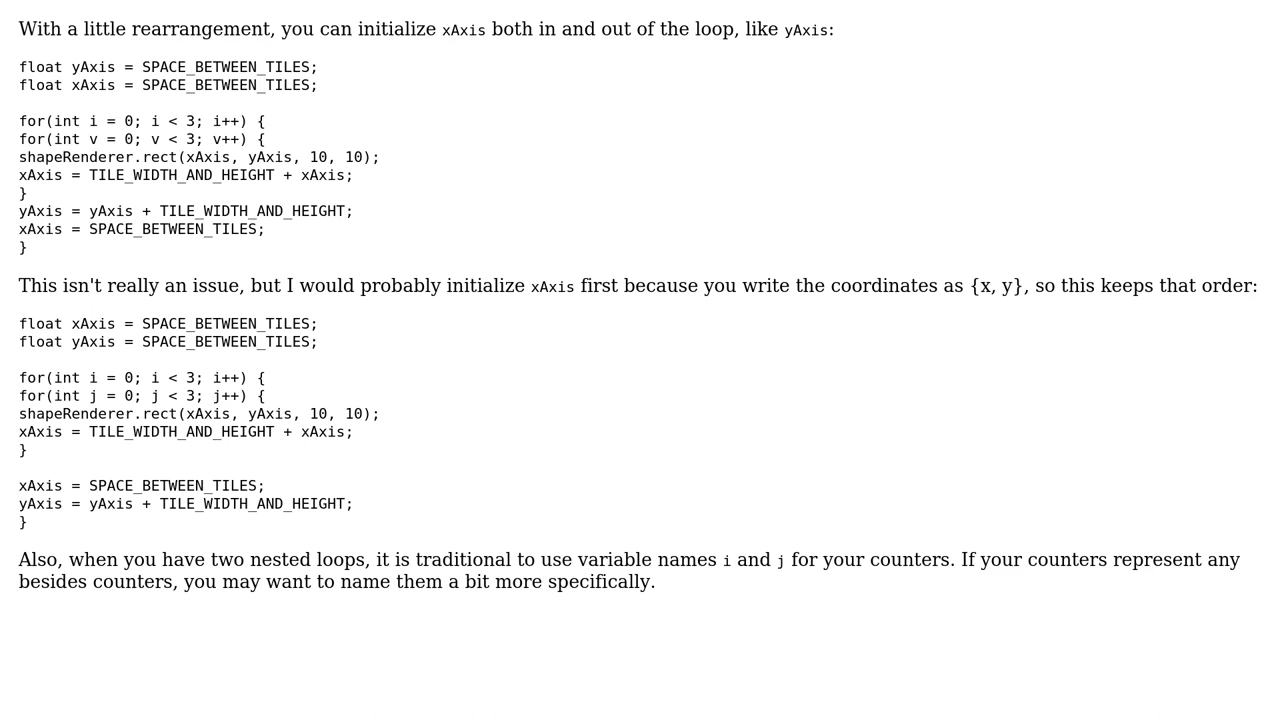 With a little rearrangement, you can initialize xAxis both in and out of the loop, like yAxis:
float yAxis = SPACE_BETWEEN_TILES;
float xAxis = SPACE_BETWEEN_TILES;
for(int i = 0; i < 3; i++) {
for(int v = 0; v < 3; v++) {
shapeRenderer.rect(xAxis, yAxis, 10, 10);
xAxis = TILE_WIDTH_AND_HEIGHT + xAxis;
}
yAxis = yAxis + TILE_WIDTH_AND_HEIGHT;
xAxis = SPACE_BETWEEN_TILES;
}
This isn't really an issue, but I would probably initialize xAxis first because you write the coordinates as {x, y}, so this keeps that order:
float xAxis = SPACE_BETWEEN_TILES;
float yAxis = SPACE_BETWEEN_TILES;
for(int i = 0; i < 3; i++) {
for(int j = 0; j < 3; j++) {
shapeRenderer.rect(xAxis, yAxis, 10, 10);
xAxis = TILE_WIDTH_AND_HEIGHT + xAxis;
}
xAxis = SPACE_BETWEEN_TILES;
yAxis = yAxis + TILE_WIDTH_AND_HEIGHT;
}
Also, when you have two nested loops, it is traditional to use variable names i and j for your counters. If your counters represent any
besides counters, you may want to name them a bit more specifically.